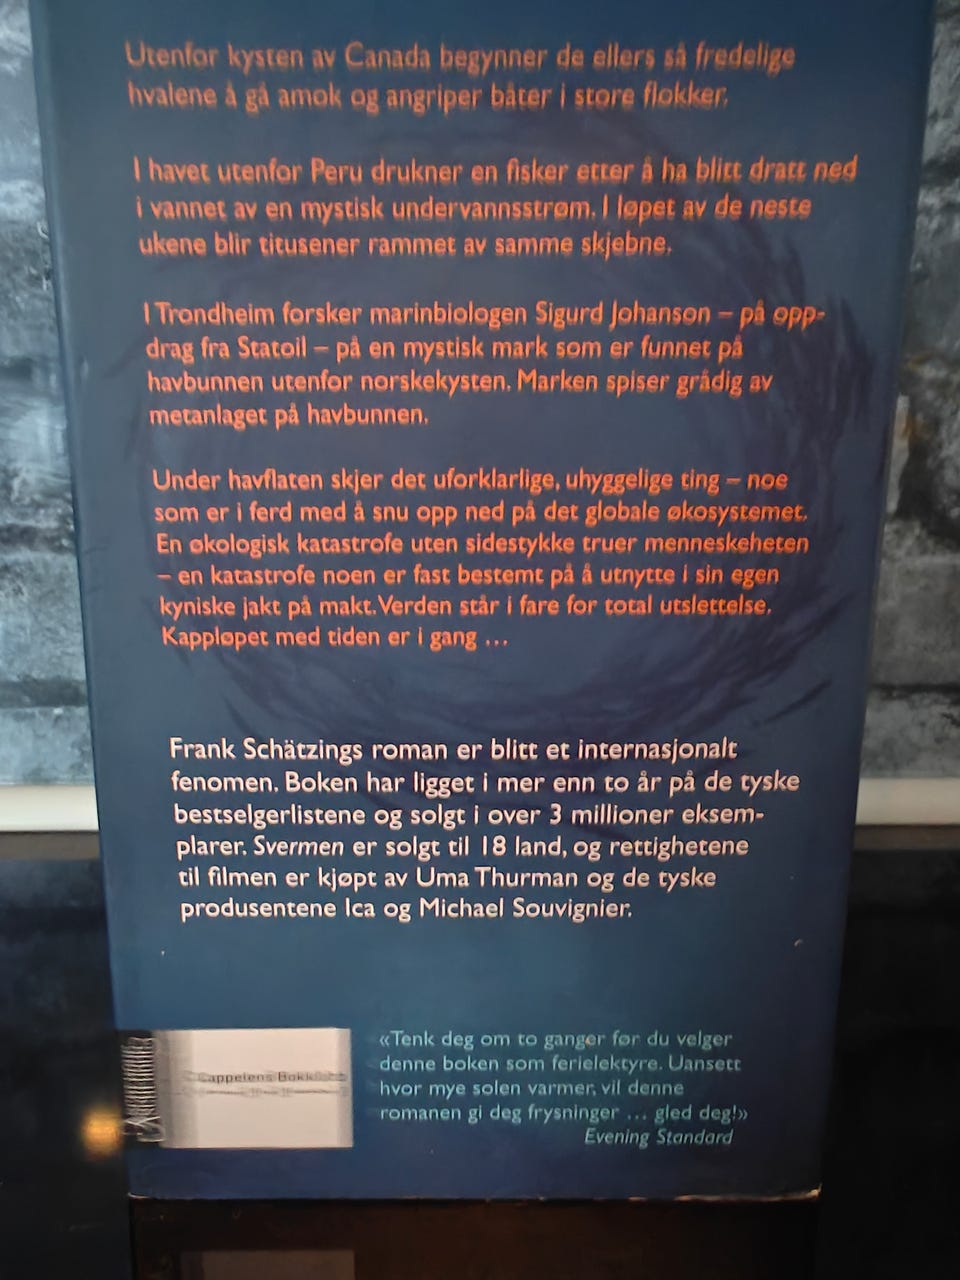 Utenfor kysten av Canada begynner de ellers så fredelige
hvalene å gå amok og angriper båter i store flokker.
I havet utenfor Peru drukner en fisker etter å ha blitt dratt ned
i vannet av en mystisk undervannsstrøm. I løpet av de neste
ukene blir titusener rammet av samme skjebne.
I Trondheim forsker marinbiologen Sigurd Johanson – på opp-
drag fra Statoil – på en mystisk mark som er funnet på
havbunnen utenfor norskekysten. Marken spiser grådig av
metanlaget på havbunnen.
Under havflaten skjer det uforklarlige, uhyggelige ting – noe
som er i ferd med å snu opp ned på det globale økosystemet.
En økologisk katastrofe uten sidestykke truer menneskeheten
– en katastrofe noen er fast bestemt på å utnytte i sin egen
kyniske jakt på makt. Verden står i fare for total utslettelse.
Kappløpet med tiden er i gang ...
Frank Schätzings roman er blitt et internasjonalt
fenomen. Boken har ligget i mer enn to år på de tyske
bestselgerlistene og solgt i over 3 millioner eksem-
plarer. Svermen er solgt til 18 land, og rettighetene
til filmen er kjøpt av Uma Thurman og de tyske
produsentene Ica og Michael Souvignier.
«Tenk deg om to ganger før du velger
denne boken som ferielektyre. Uansett
hvor mye solen varmer, vil denne
romanen gi deg frysninger ... gled deg!»
Evening Standard
Cappelens